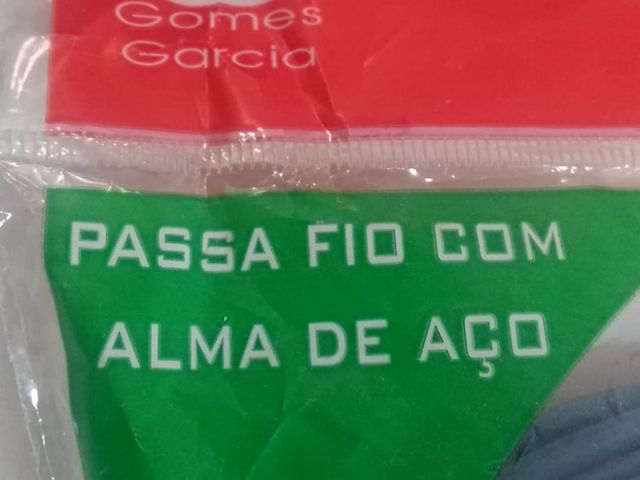 Gomes
Garcia
PASSA FIO COM
ALMA DE AÇO